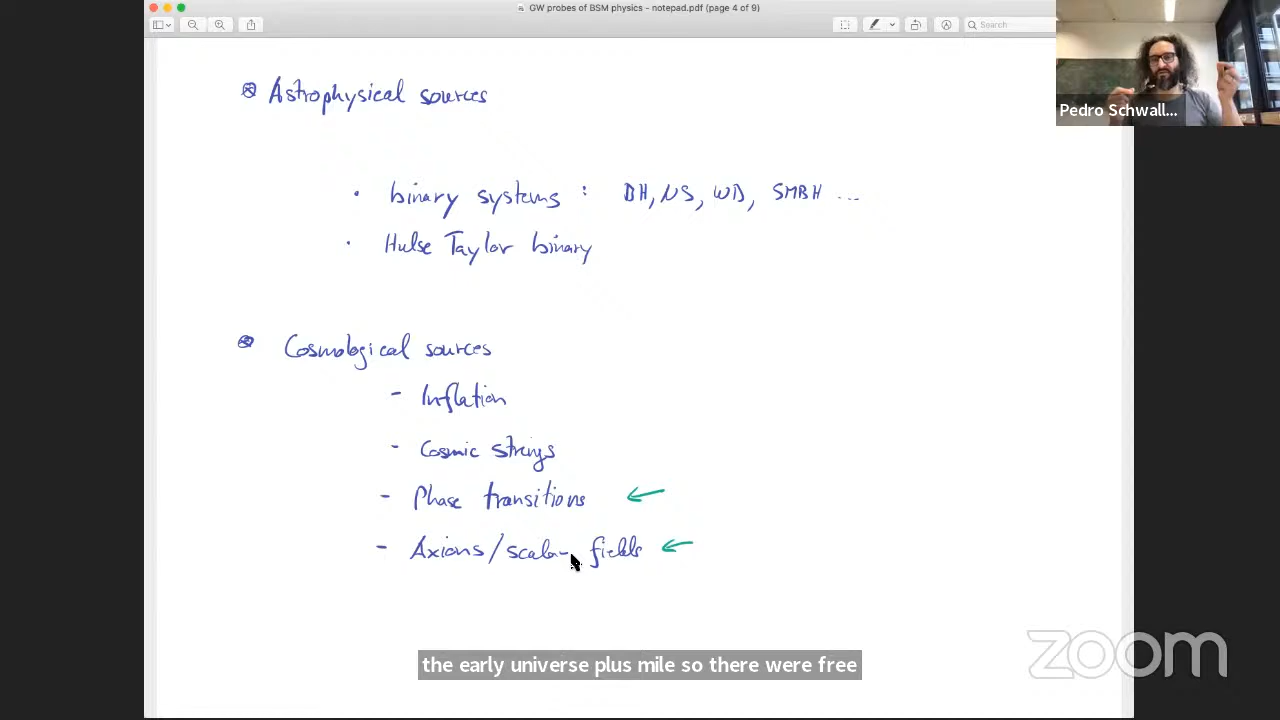 GW probes of BSM physics - notepad.pdf (page 4 of 9)
Search
Pedro Schwall...
Astrophysical sources
• binary systems : BH, NS, WD, SMBH ...
• Hulse Taylor binary
Cosmological sources
- Inflation
- Cosmic strings
- Phase transitions ←
- Axions/scalar fields ←
the early universe plus mile so there were free
zoom